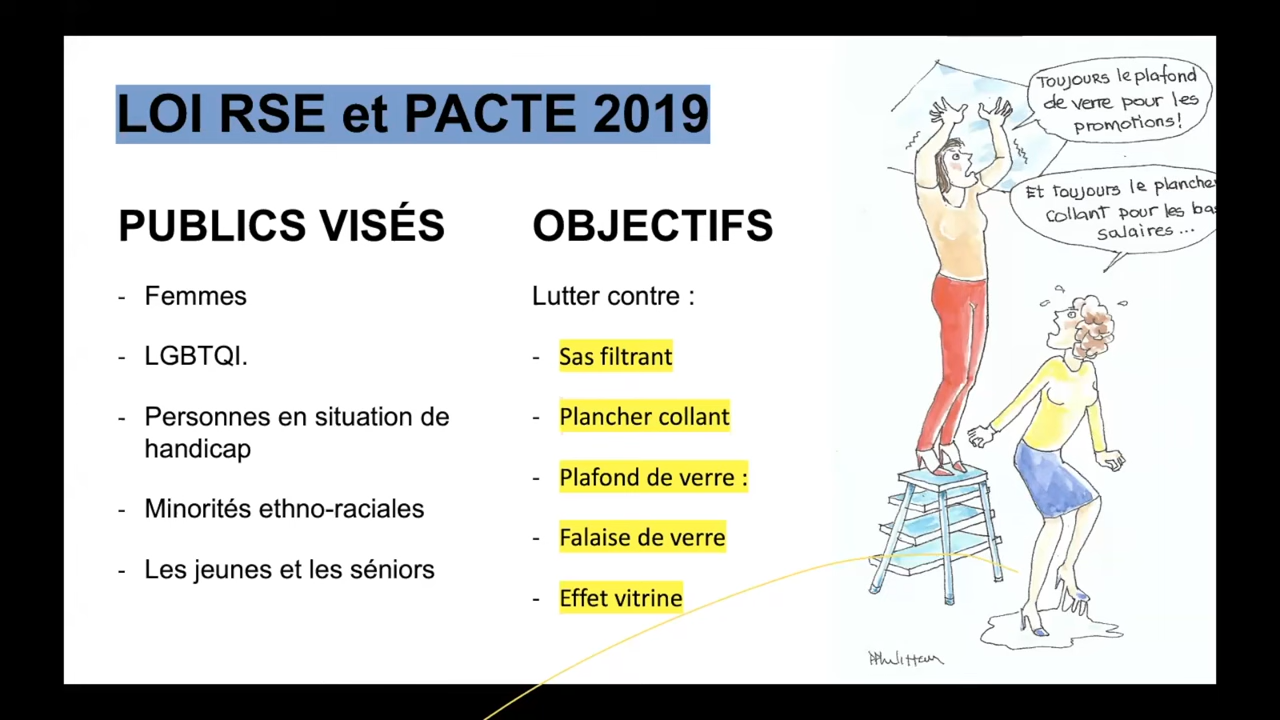 LOI RSE et PACTE 2019
PUBLICS VISÉS
- Femmes
- LGBTQI.
- Personnes en situation de
handicap
- Minorités ethno-raciales
- Les jeunes et les séniors
OBJECTIFS
Lutter contre :
- Sas filtrant
- Plancher collant
- Plafond de verre :
- Falaise de verre
- Effet vitrine
TOUJOURS le plafond
de verre pour les
promotions!
ET TOUJOURS le plancher
collant pour les bas
salaires...